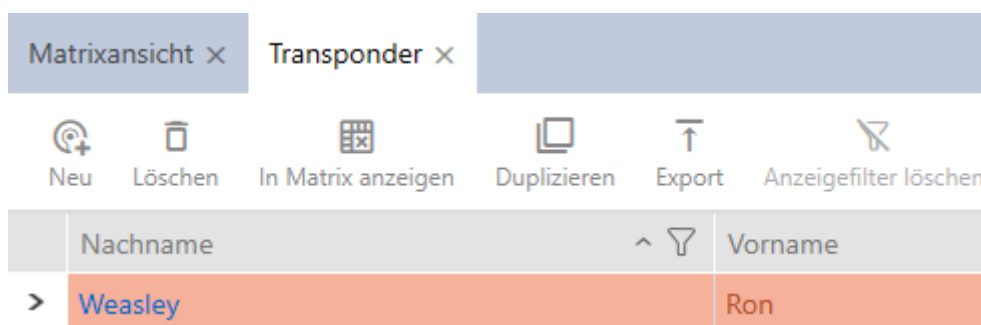 Matrixansicht Transponder
Neu Löschen In Matrix anzeigen Duplizieren Export Anzeigefilter löschen
Nachname Vorname
Weasley Ron